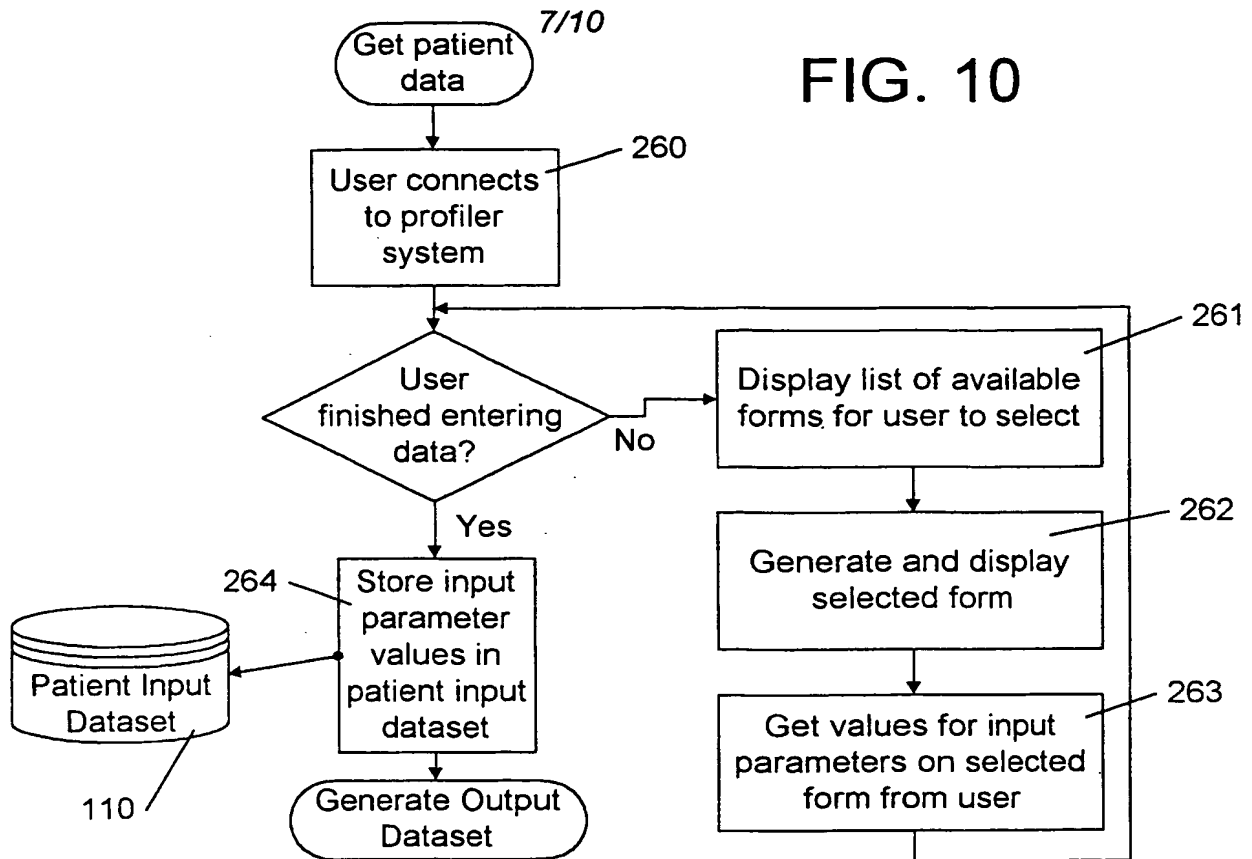 7/10
FIG. 10
Get patient
data
260
User connects
to profiler
system
User
finished entering
data?
No
Yes
261
Display list of available
forms for user to select
262
Generate and display
selected form
263
Get values for input
parameters on selected
form from user
264
Store input
parameter
values in
patient input
dataset
Patient Input
Dataset
110
Generate Output
Dataset